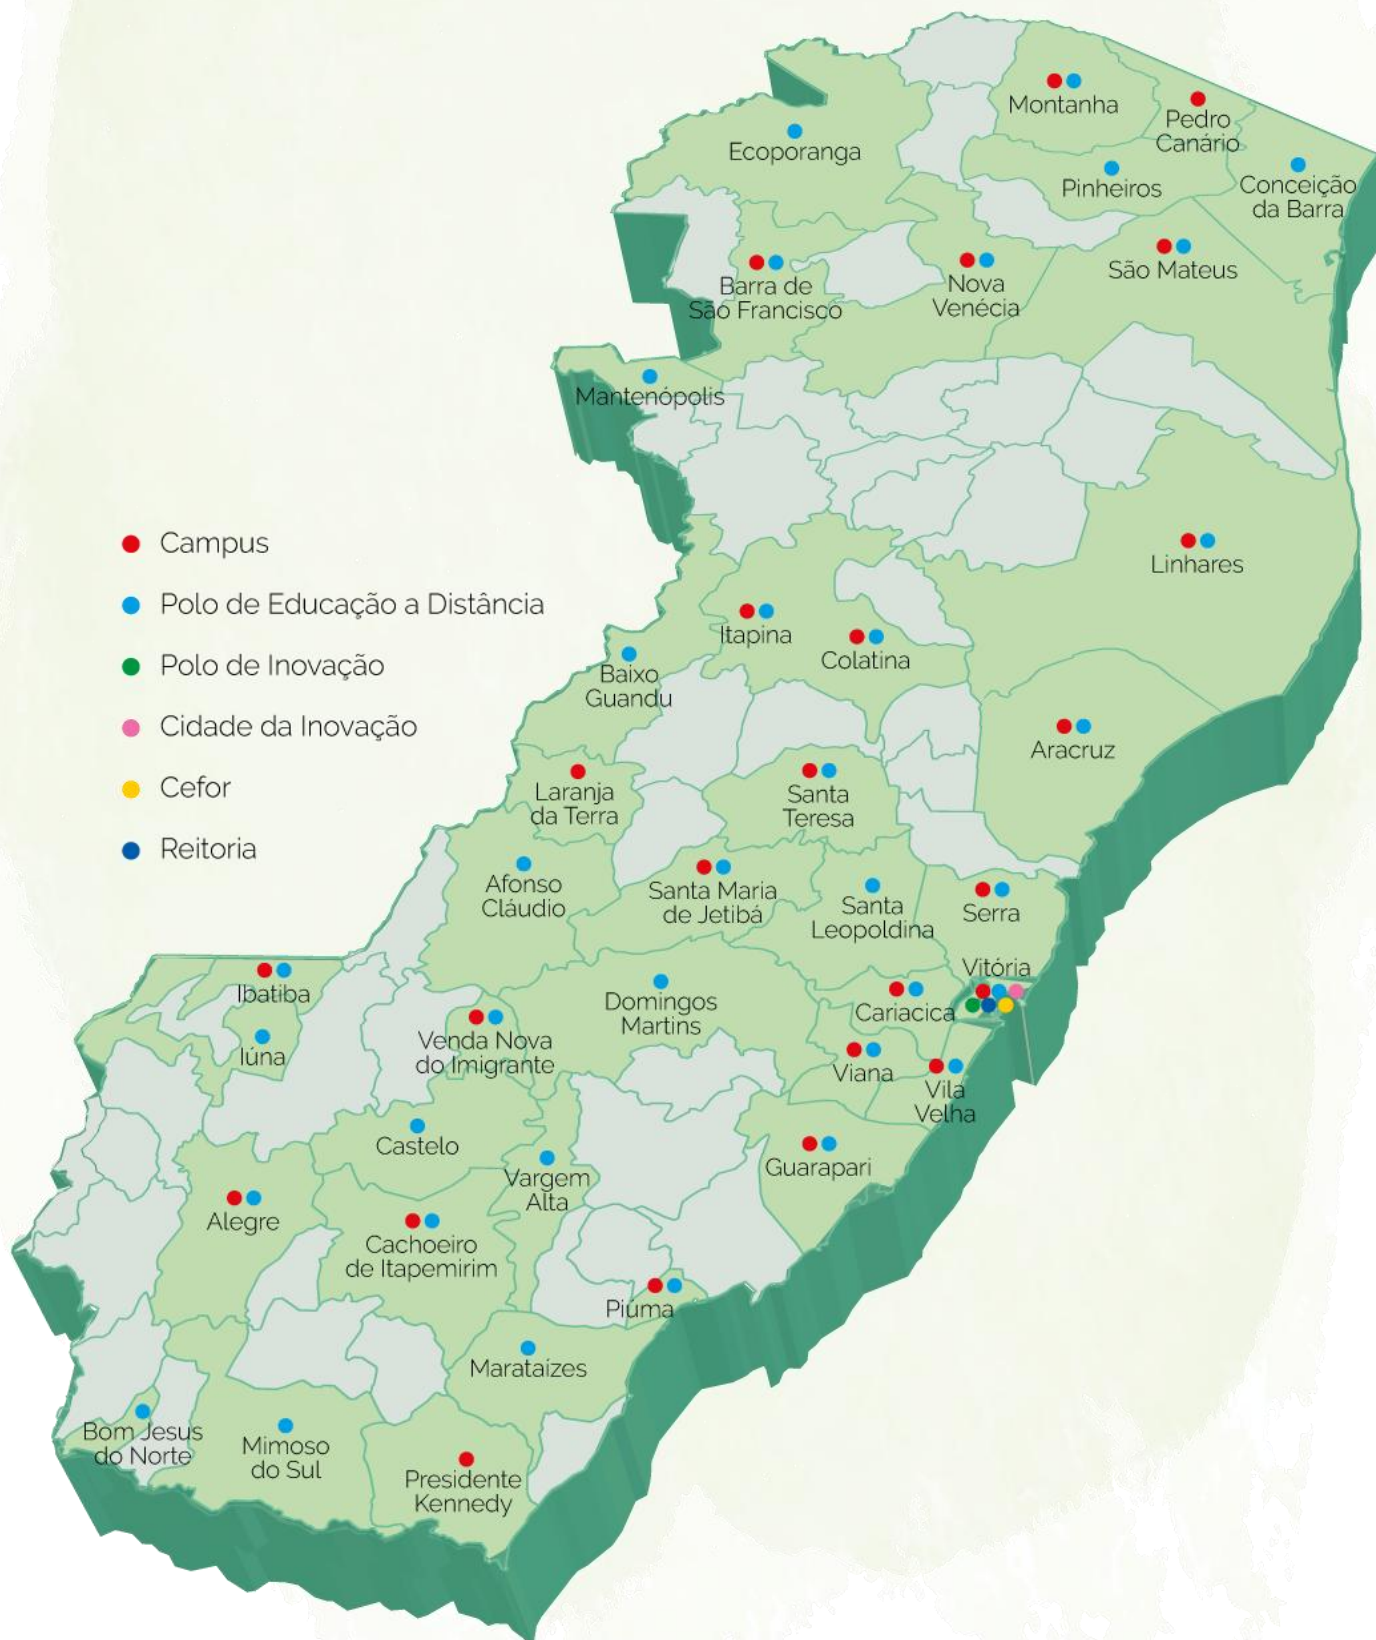 Montanha
Pedro
Canário
Ecoporanga
Pinheiros
Conceição
da Barra
São Mateus
Barra de
São Francisco
Nova
Venécia
Mantenópolis
Campus
Polo de Educação a Distância
Polo de Inovação
Cidade da Inovação
Cefor
Reitoria
Linhares
Itapina
Colatina
Baixo
Guandu
Aracruz
Laranja
da Terra
Santa
Teresa
Afonso
Cláudio
Santa Maria
de Jetibá
Santa
Leopoldina
Serra
Vitória
Ibatiba
Domingos
Martins
Cariacica
Iúna
Venda Nova
do Imigrante
Viana
Vila
Velha
Castelo
Vargem
Alta
Guarapari
Alegre
Cachoeiro
de Itapemirim
Piúma
Marataízes
Bom Jesus
do Norte
Mimoso
do Sul
Presidente
Kennedy